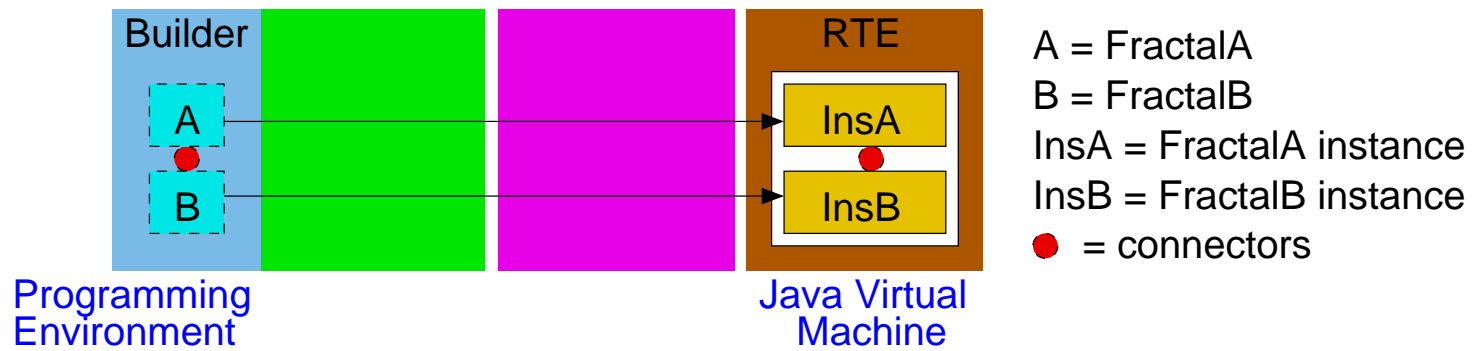 Builder
RTE
A
InsA
B
InsB
Programming
Environment
Java Virtual
Machine
A = FractalA
B = FractalB
InsA = FractalA instance
InsB = FractalB instance
= connectors